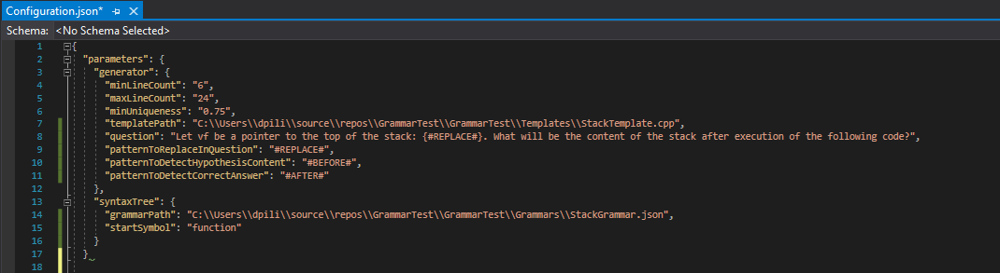 Configuration.json*
Schema: <No Schema Selected>
1 {
2 "parameters": {
3 "generator": {
4 "minLineCount": "6",
5 "maxLineCount": "24",
6 "minUniqueness": "0.75",
7 "templatePath": "C:\\Users\\dpili\\source\\repos\\GrammarTest\\GrammarTest\\Templates\\StackTemplate.cpp",
8 "question": "Let vf be a pointer to the top of the stack: {#REPLACE#}. What will be the content of the stack after execution of the following code?",
9 "patternToReplaceInQuestion": "#REPLACE#",
10 "patternToDetectHypothesisContent": "#BEFORE#",
11 "patternToDetectCorrectAnswer": "#AFTER#"
12 },
13 "syntaxTree": {
14 "grammarPath": "C:\\Users\\dpili\\source\\repos\\GrammarTest\\GrammarTest\\Grammars\\StackGrammar.json",
15 "startSymbol": "function"
16 }
17 }
18